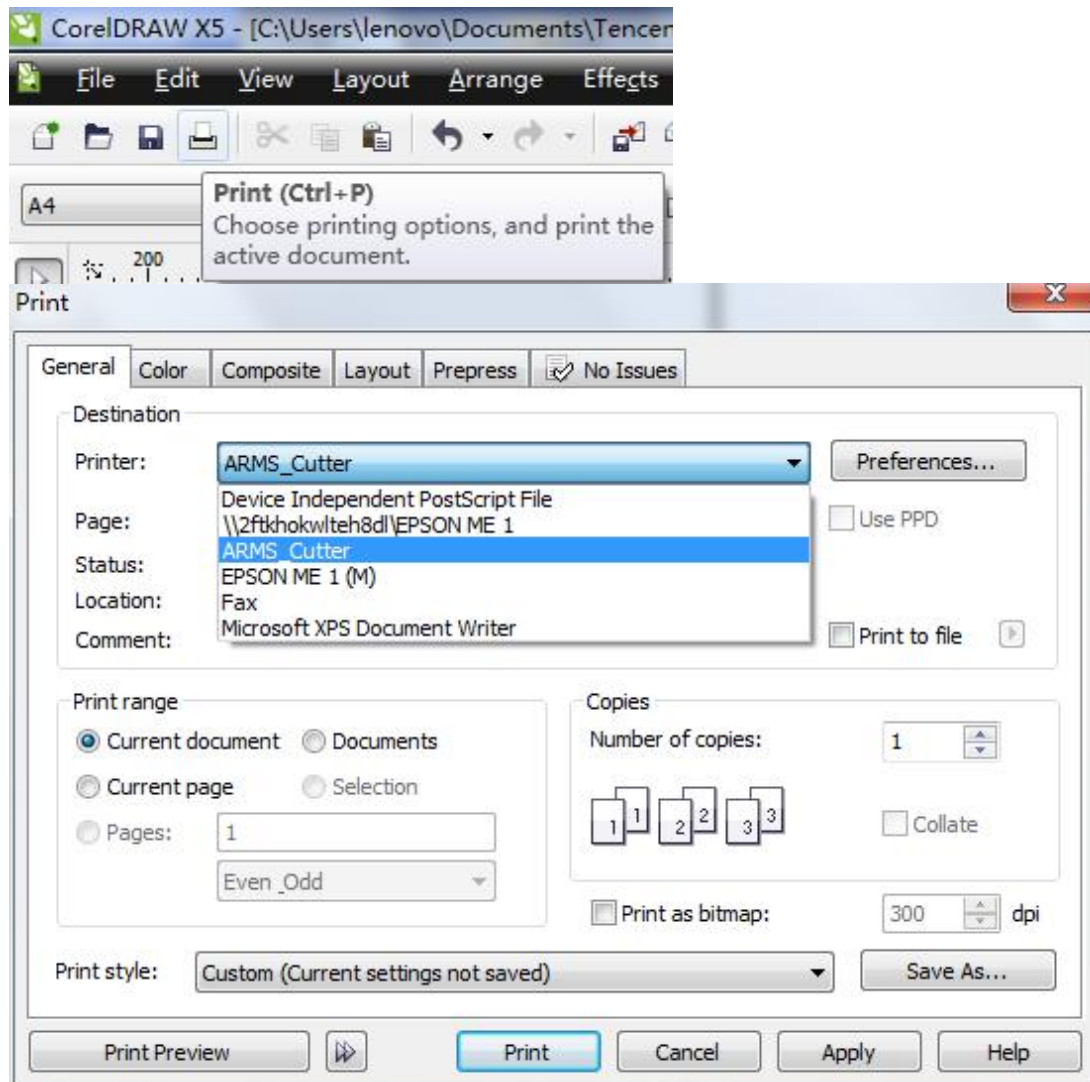 CorelDRAW X5 - [C:\Users\lenovo\Documents\Tencen
File Edit View Layout Arrange Effects
A4
Print (Ctrl+P)
Choose printing options, and print the
active document.
200
Print
General Color Composite Layout Prepress No Issues
Destination
Printer: ARMS_Cutter Preferences...
Device Independent PostScript File
Page: \\2ftkhokwlteh8dl\EPSON ME 1 Use PPD
ARMS_Cutter
Status: EPSON ME 1 (M)
Location: Fax
Comment: Microsoft XPS Document Writer Print to file
Print range Copies
Current document Documents Number of copies: 1
Current page Selection
1 1 2 2 3 3
Pages: 1 Collate
Even_Odd
Print as bitmap: 300 dpi
Print style: Custom (Current settings not saved) Save As...
Print Preview Print Cancel Apply Help